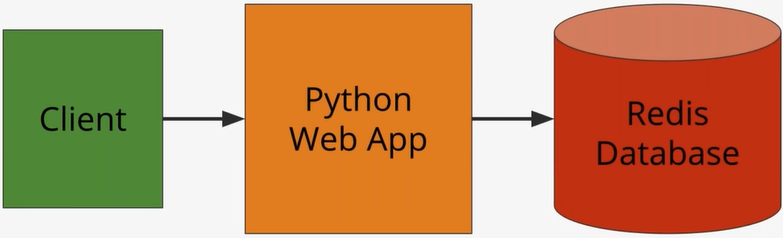 Client
Python
Web App
Redis
Database